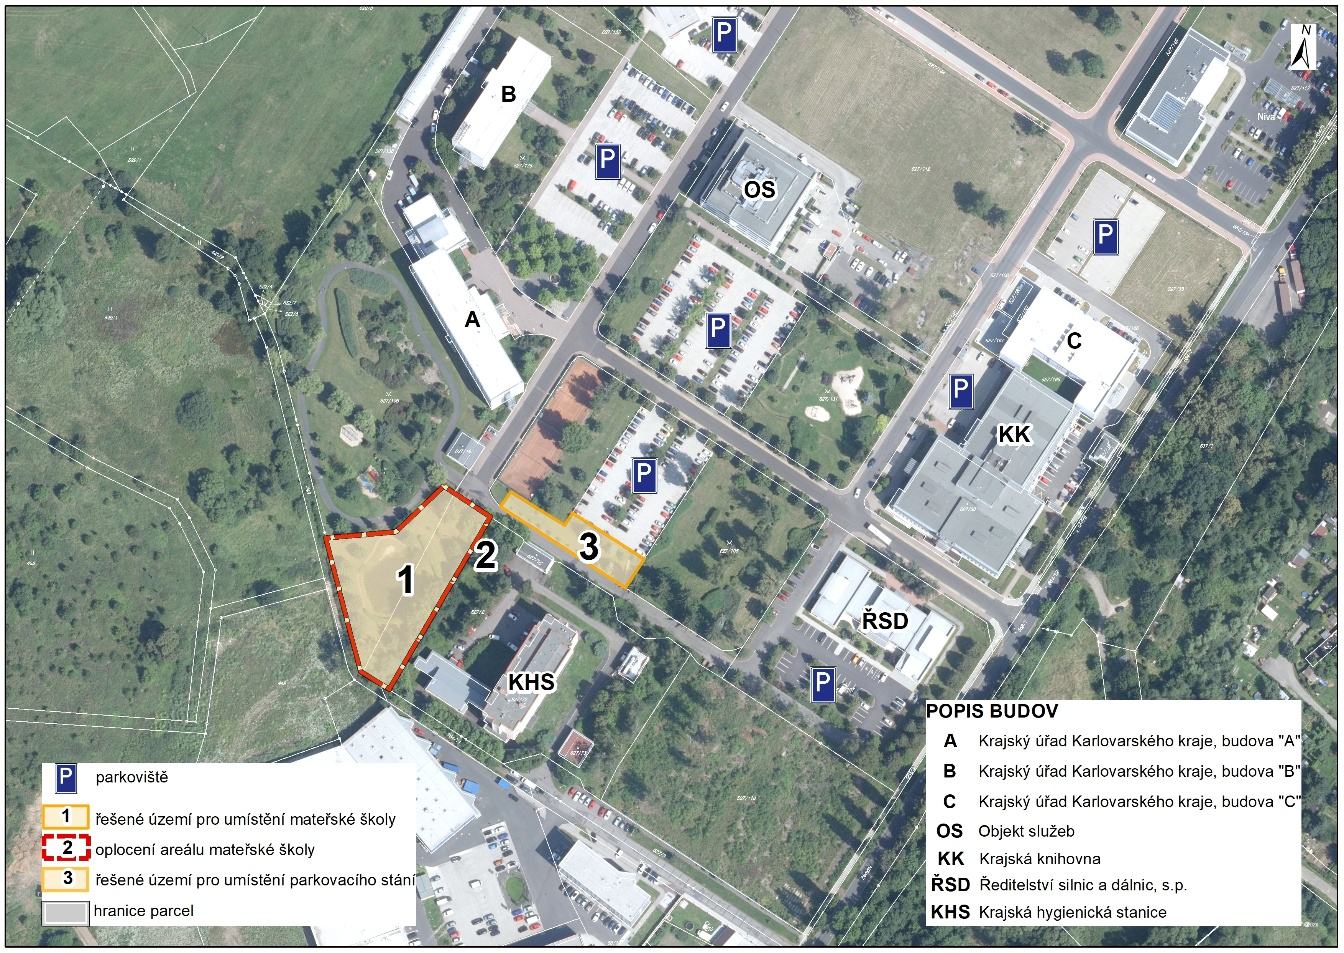 P
N
B
P
Niva
OS
P
A
P
C
P
KK
P
3
2
1
ŘSD
KHS
P
POPIS BUDOV
A Krajský úřad Karlovarského kraje, budova "A"
B Krajský úřad Karlovarského kraje, budova "B"
C Krajský úřad Karlovarského kraje, budova "C"
OS Objekt služeb
KK Krajská knihovna
ŘSD Ředitelství silnic a dálnic, s.p.
KHS Krajská hygienická stanice
P parkoviště
1 řešené území pro umístění mateřské školy
2 oplocení areálu mateřské školy
3 řešené území pro umístění parkovacího stání
hranice parcel